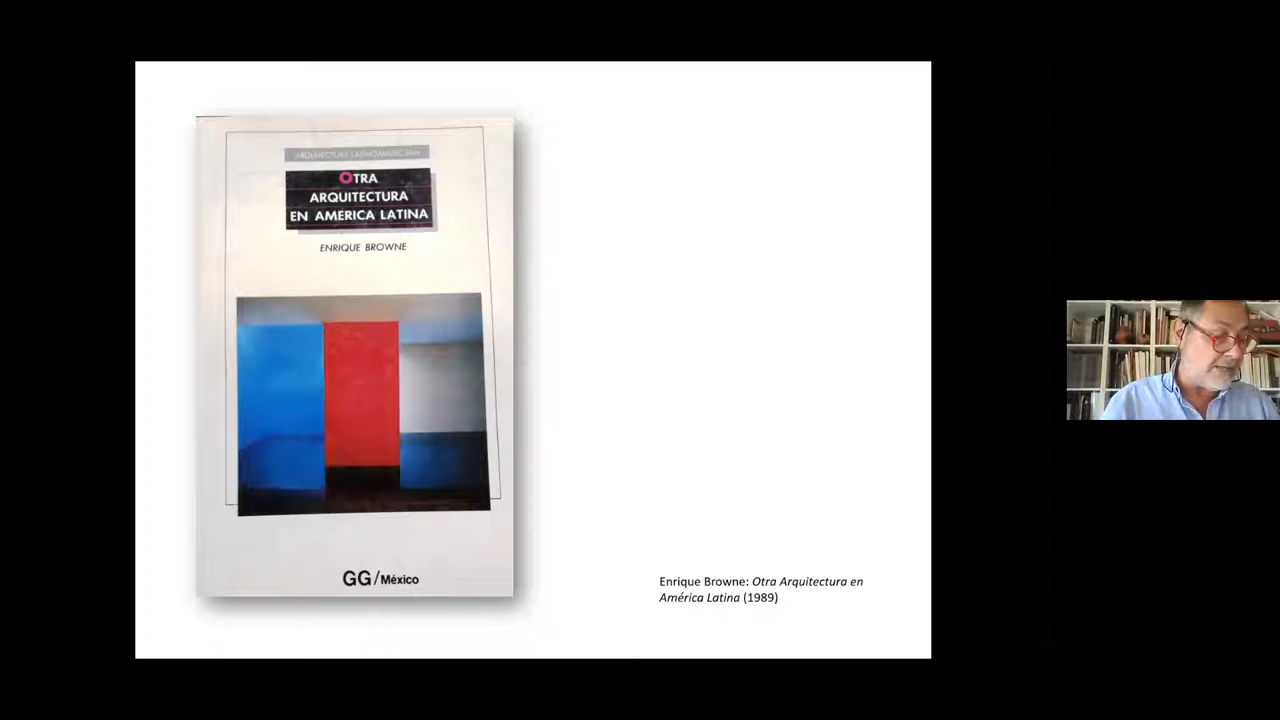 ARQUITECTURA LATINOAMERICANA
OTRA
ARQUITECTURA
EN AMERICA LATINA
ENRIQUE BROWNE
GG/México
Enrique Browne: Otra Arquitectura en
América Latina (1989)